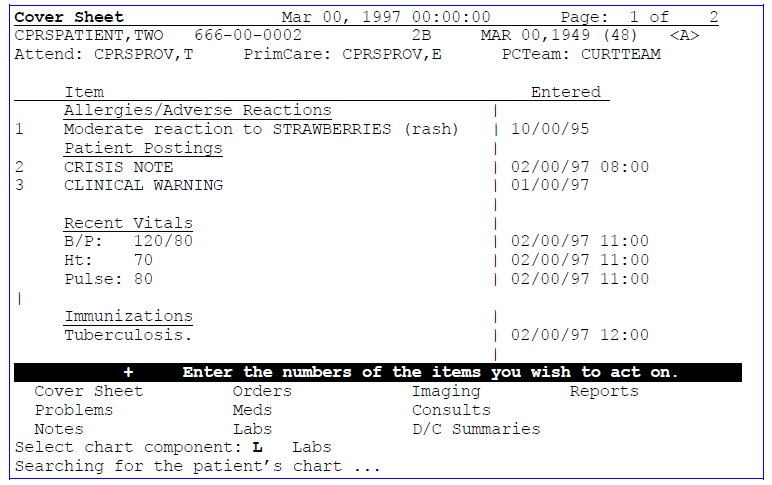 Cover Sheet Mar 00, 1997 00:00:00 Page: 1 of 2
CPRSPATIENT,TWO 666-00-0002 2B MAR 00,1949 (48) <A>
Attend: CPRSPROV,T PrimCare: CPRSPROV,E PCTeam: CURTTEAM
Item Entered
Allergies/Adverse Reactions |
1 Moderate reaction to STRAWBERRIES (rash) | 10/00/95
Patient Postings |
2 CRISIS NOTE | 02/00/97 08:00
3 CLINICAL WARNING | 01/00/97
|
Recent Vitals |
B/P: 120/80 | 02/00/97 11:00
Ht: 70 | 02/00/97 11:00
Pulse: 80 | 02/00/97 11:00
|
Immunizations |
Tuberculosis. | 02/00/97 12:00
|
+ Enter the numbers of the items you wish to act on.
Cover Sheet Orders Imaging Reports
Problems Meds Consults
Notes Labs D/C Summaries
Select chart component: L Labs
Searching for the patient’s chart ...